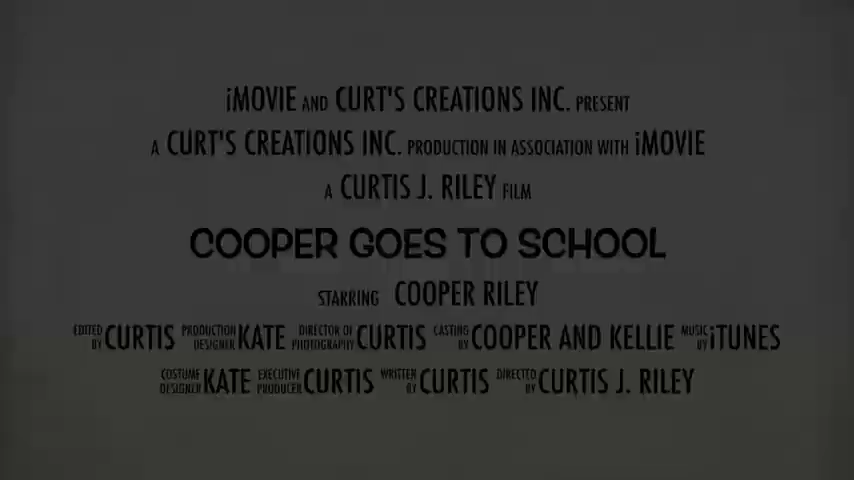 iMOVIE AND CURT'S CREATIONS INC. PRESENT
A CURT'S CREATIONS INC. PRODUCTION IN ASSOCIATION WITH iMOVIE
A CURTIS J. RILEY FILM
COOPER GOES TO SCHOOL
STARRING COOPER RILEY
EDITED BY CURTIS PRODUCTION DESIGNER KATE DIRECTOR OF PHOTOGRAPHY CURTIS CASTING BY COOPER AND KELLIE MUSIC BY iTUNES
COSTUME DESIGNER KATE EXECUTIVE PRODUCER CURTIS WRITTEN BY CURTIS DIRECTED BY CURTIS J. RILEY